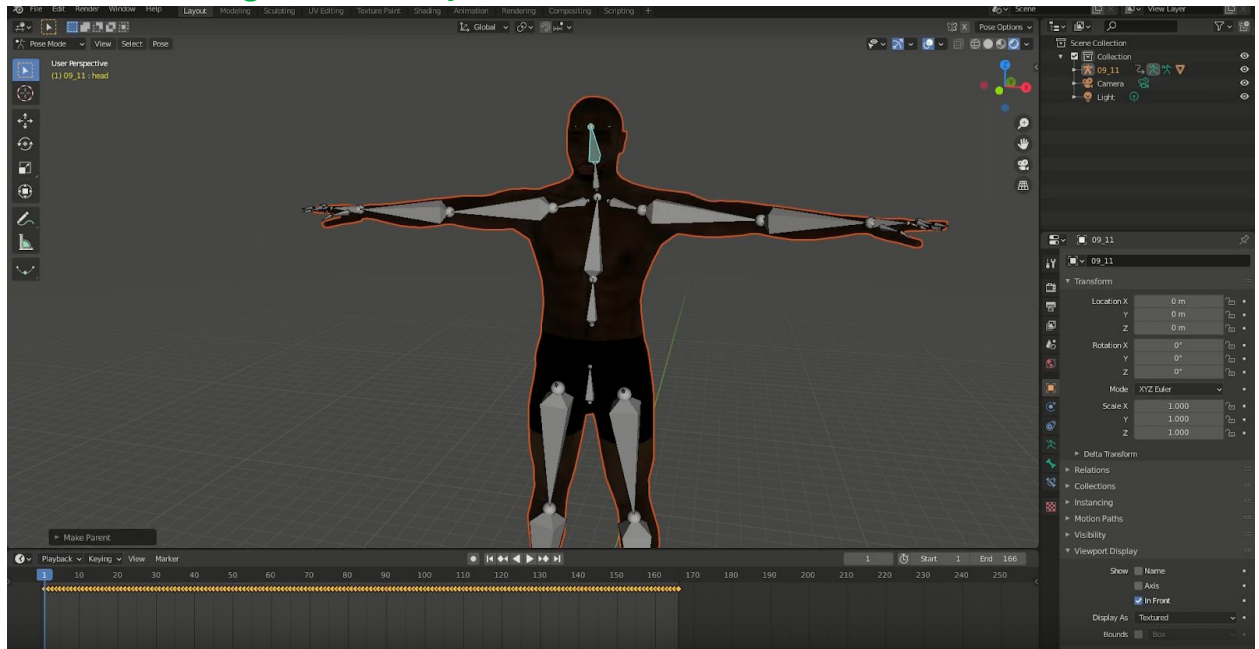 File Edit Render Window Help Layout Modeling Sculpting UV Editing Texture Paint Shading Animation Rendering Compositing Scripting + Scene View Layer
Global Pose Options
Pose Mode View Select Pose
User Perspective
(1) 09_11 : head
Scene Collection
Collection
09_11
Camera
Light
09_11
09_11
Transform
Location X 0 m
Y 0 m
Z 0 m
Rotation X 0°
Y 0°
Z 0°
Mode XYZ Euler
Scale X 1.000
Y 1.000
Z 1.000
Delta Transform
Relations
Collections
Instancing
Motion Paths
Visibility
Viewport Display
Show Name
Axis
In Front
Display As Textured
Bounds Box
Make Parent
Playback Keying View Marker 1 Start 1 End 166
1 10 20 30 40 50 60 70 80 90 100 110 120 130 140 150 160 170 180 190 200 210 220 230 240 250